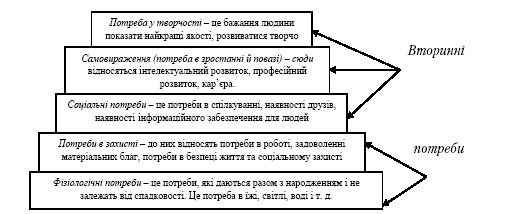 Потреба у творчості – це бажання людини
показати найкращі якості, розвиватися творчо
Самовираження (потреба в зростанні й повазі) – сюди
відносяться інтелектуальний розвиток, професійний
розвиток, кар’єра.
Вторинні
Соціальні потреби – це потреби в спілкуванні, наявності друзів,
наявності інформаційного забезпечення для людей
Потреби в захисті – до них відносять потреби в роботі, задоволенні
матеріальних благ, потреби в безпеці життя та соціальному захисті
потреби
Фізіологічні потреби – це потреби, які даються разом з народженням і не
залежать від спадковості. Це потреба в їжі, світлі, воді і т. д.